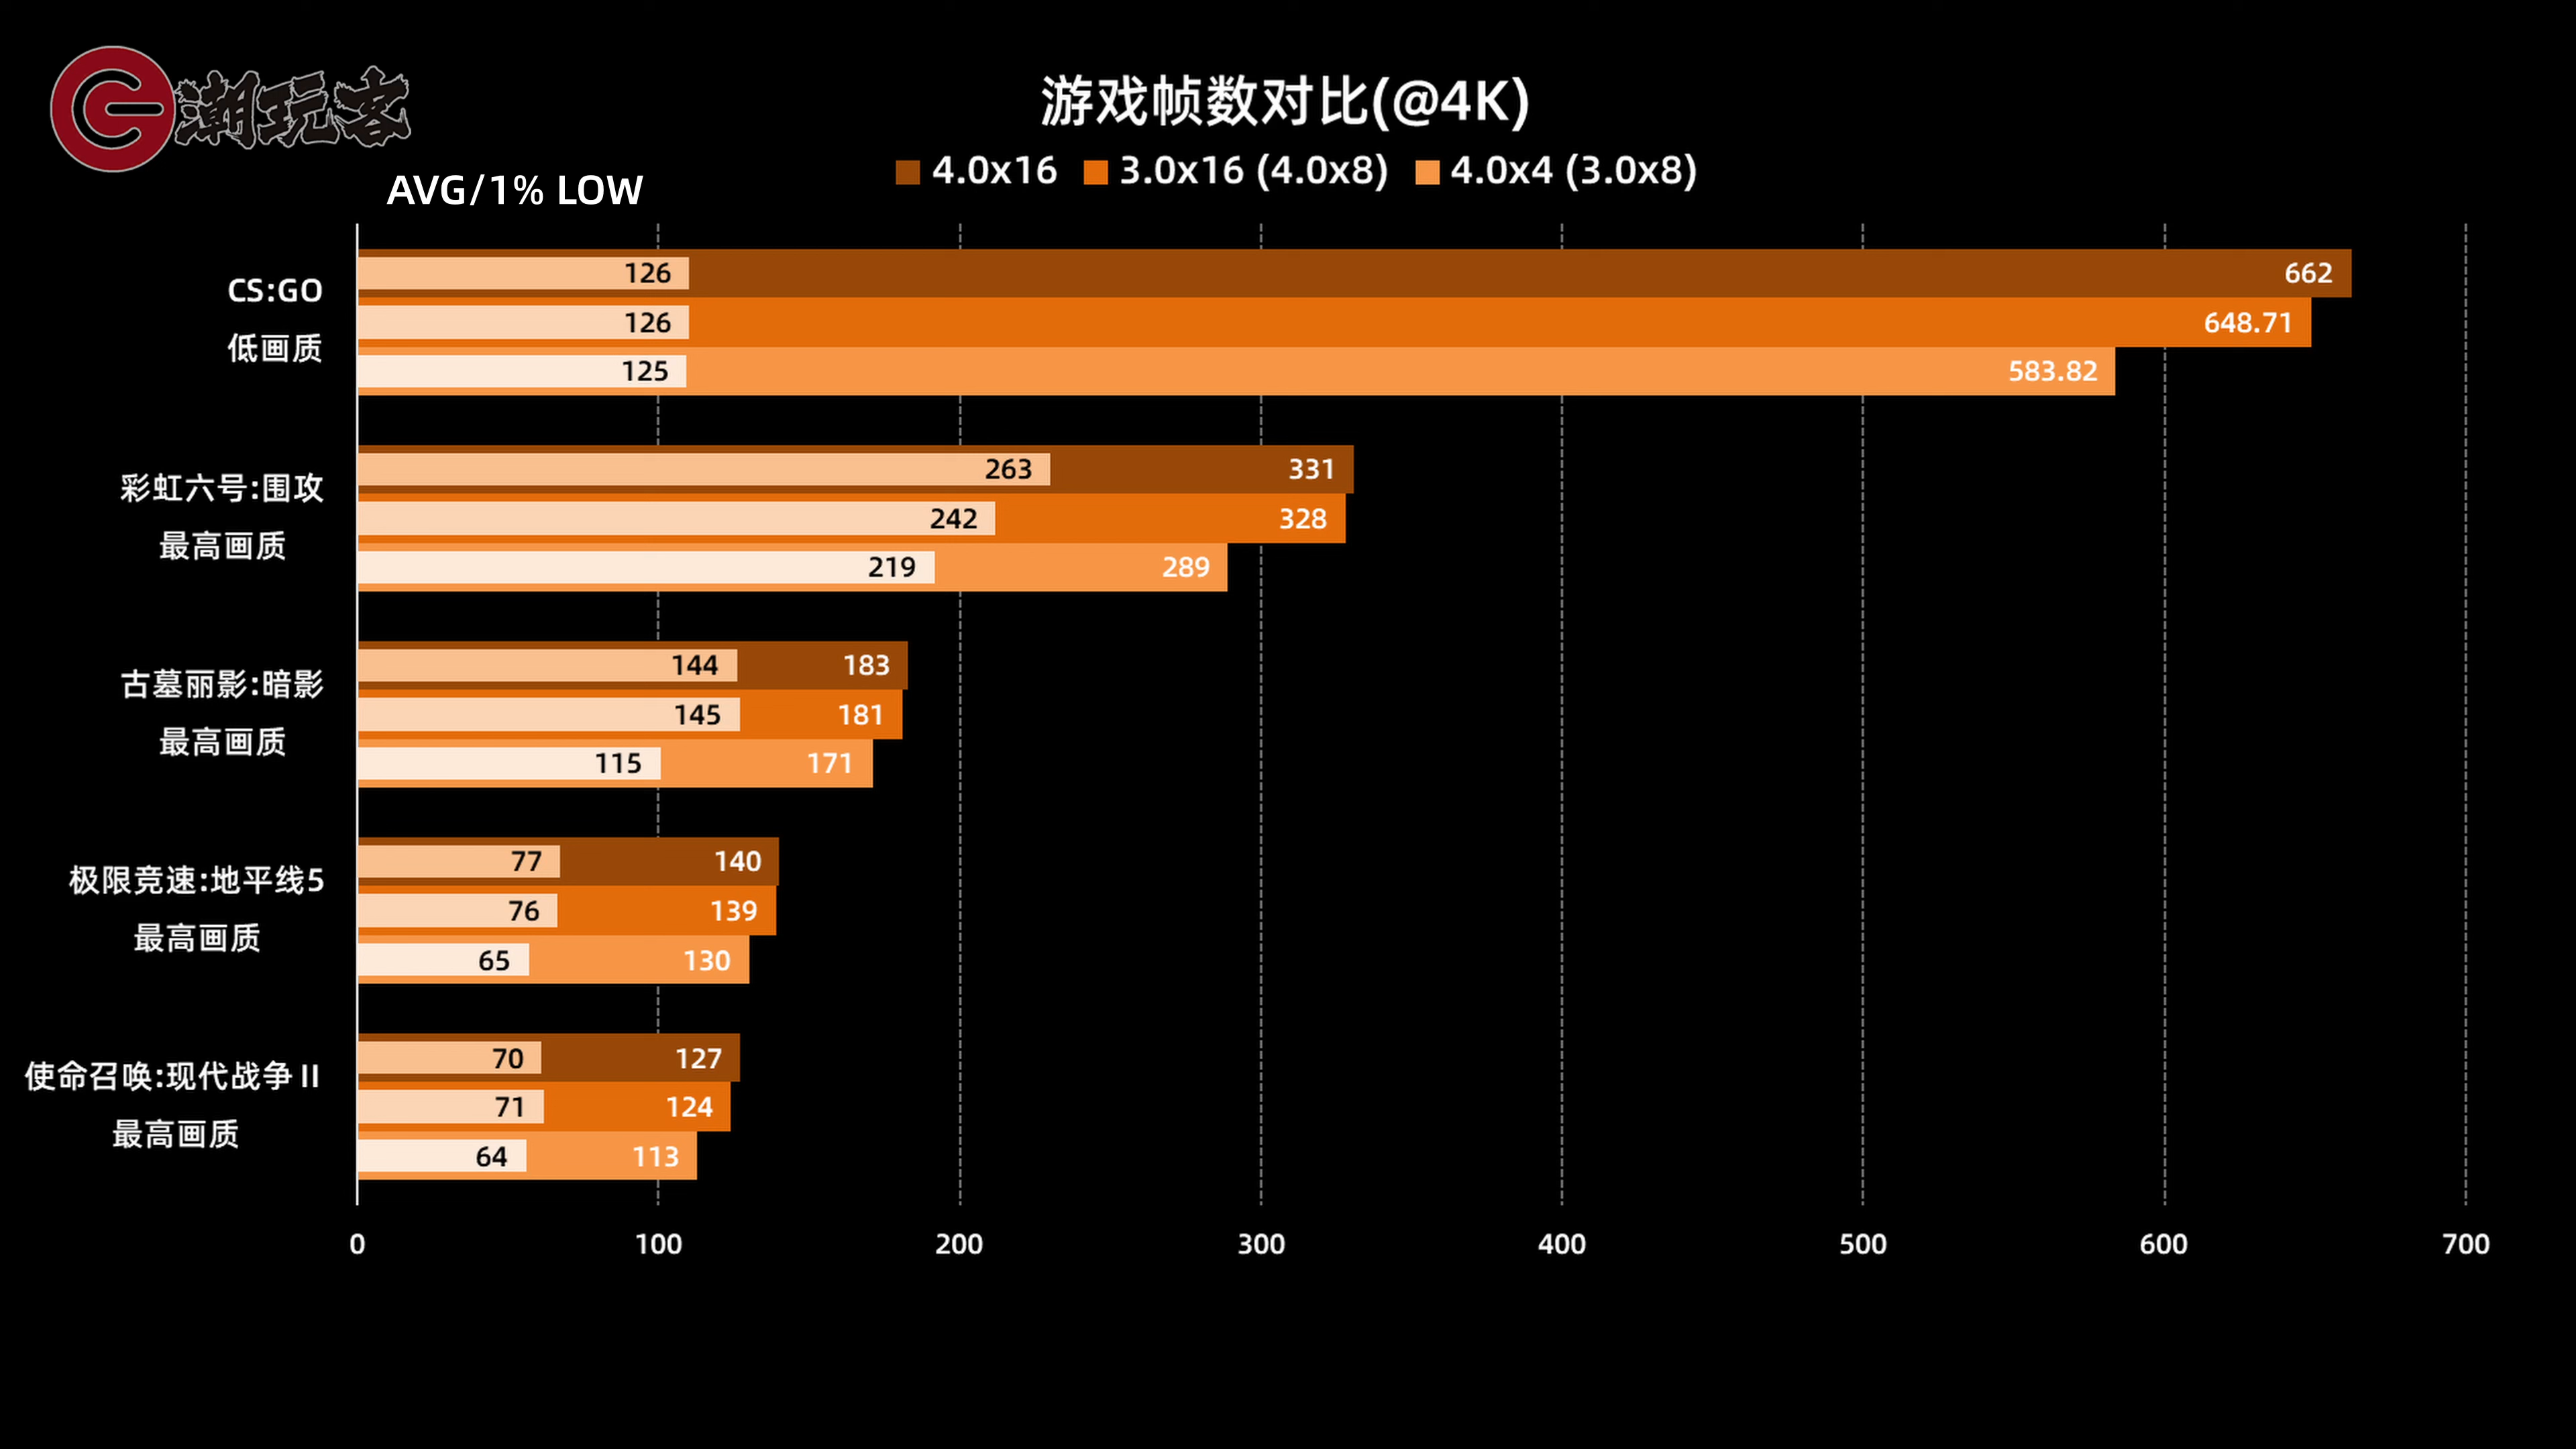 潮玩客
游戏帧数对比(@4K)
4.0x16 3.0x16 (4.0x8) 4.0x4 (3.0x8)
AVG/1% LOW
CS:GO
低画质
126 662
126 648.71
125 583.82
彩虹六号:围攻
最高画质
263 331
242 328
219 289
古墓丽影:暗影
最高画质
144 183
145 181
115 171
极限竞速:地平线5
最高画质
77 140
76 139
65 130
使命召唤:现代战争 II
最高画质
70 127
71 124
64 113
0 100 200 300 400 500 600 700